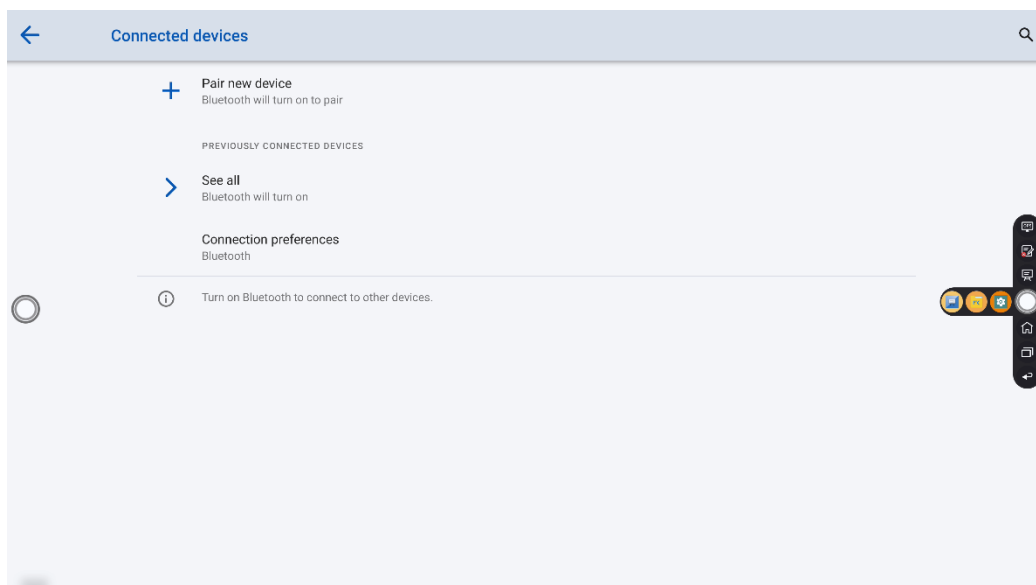 Connected devices
Pair new device
Bluetooth will turn on to pair
PREVIOUSLY CONNECTED DEVICES
See all
Bluetooth will turn on
Connection preferences
Bluetooth
Turn on Bluetooth to connect to other devices.